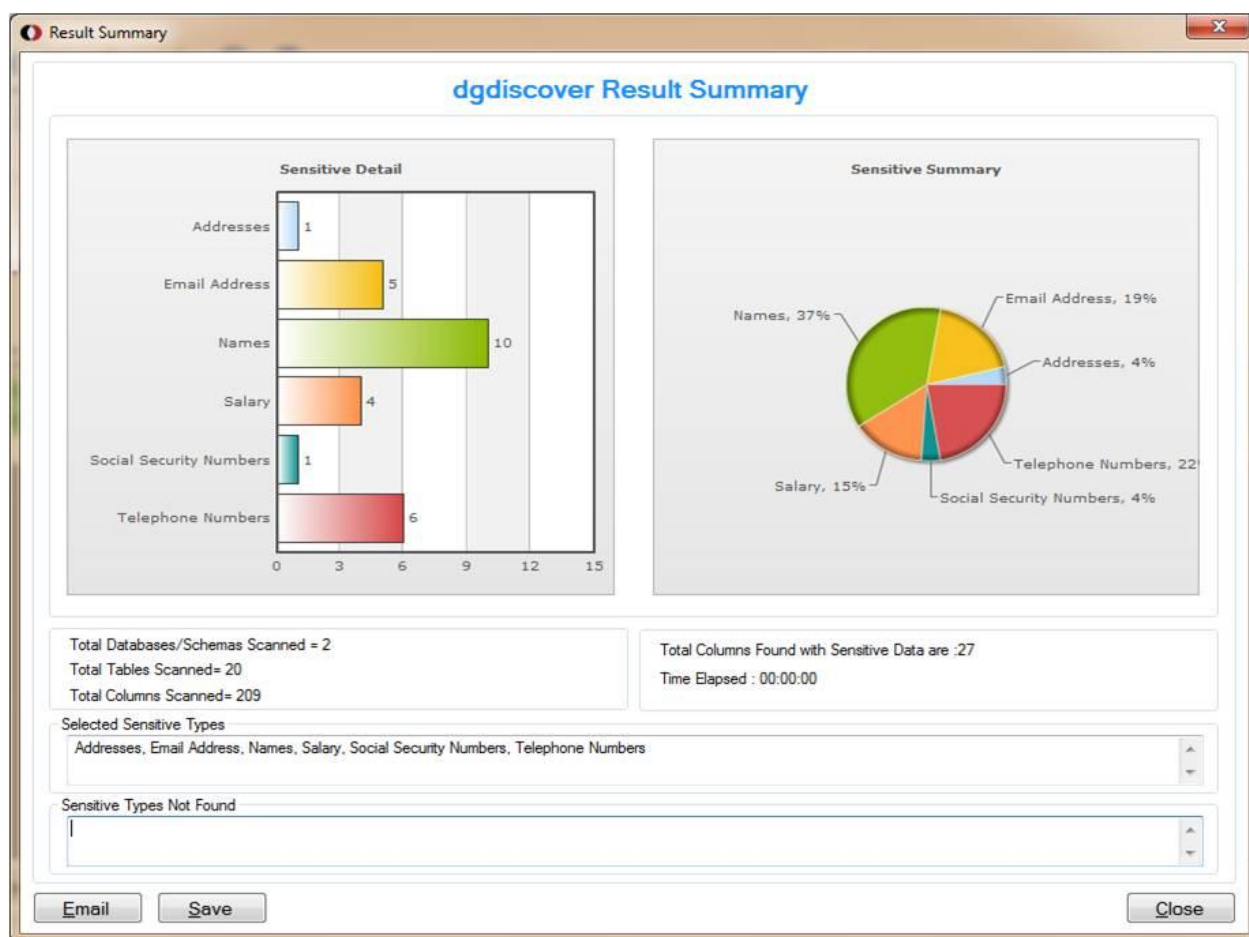 Result Summary
dgdiscover Result Summary
Sensitive Detail
Addresses 1
Email Address 5
Names 10
Salary 4
Social Security Numbers 1
Telephone Numbers 6
0 3 6 9 12 15
Sensitive Summary
Names, 37%
Email Address, 19%
Addresses, 4%
Telephone Numbers, 22
Social Security Numbers, 4%
Salary, 15%
Total Databases/Schemas Scanned = 2
Total Tables Scanned= 20
Total Columns Scanned= 209
Total Columns Found with Sensitive Data are :27
Time Elapsed : 00:00:00
Selected Sensitive Types
Addresses, Email Address, Names, Salary, Social Security Numbers, Telephone Numbers
Sensitive Types Not Found
Email Save Close